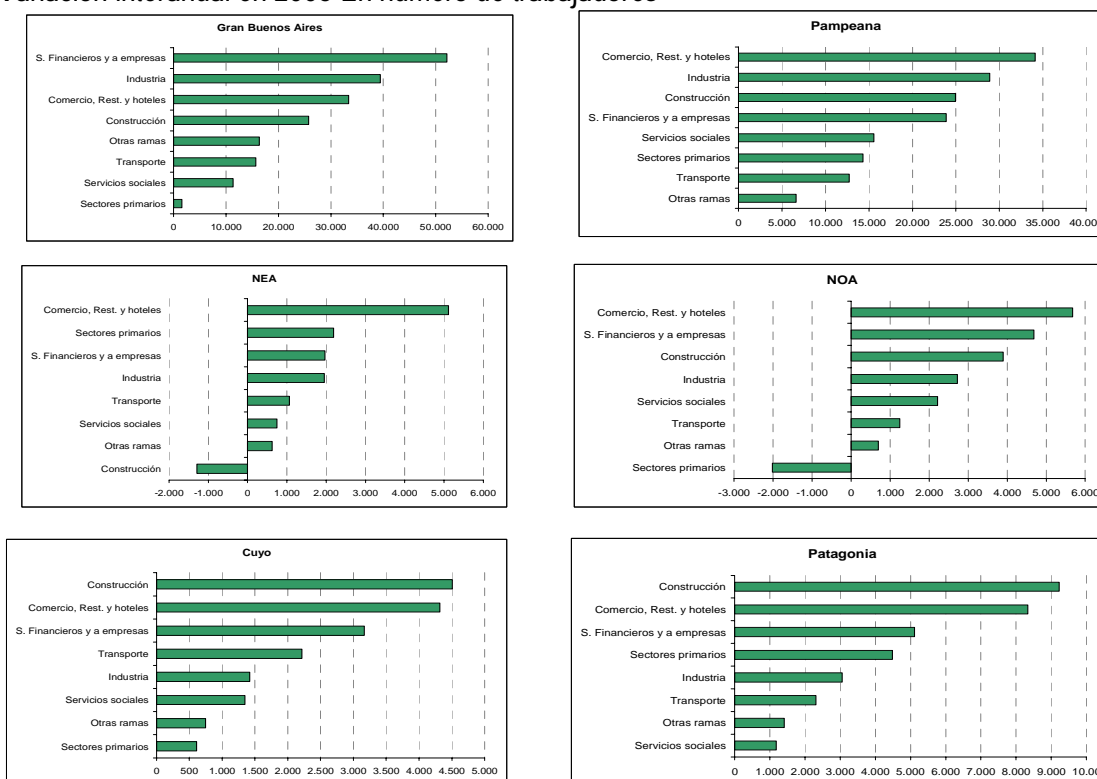 Variación interanual en En número de trabajadores
Gran Buenos Aires
S. Financieros y a empresas
Industria
Comercio, Rest. y hoteles
Construcción
Otras ramas
Transporte
Servicios sociales
Sectores primarios
0 10.000 20.000 30.000 40.000 50.000 60.000
Pampeana
Comercio, Rest. y hoteles
Industria
Construcción
S. Financieros y a empresas
Servicios sociales
Sectores primarios
Transporte
Otras ramas
0 5.000 10.000 15.000 20.000 25.000 30.000 35.000 40.00
NEA
Comercio, Rest. y hoteles
Sectores primarios
S. Financieros y a empresas
Industria
Transporte
Servicios sociales
Otras ramas
Construcción
-2.000 -1.000 0 1.000 2.000 3.000 4.000 5.000 6.000
NOA
Comercio, Rest. y hoteles
S. Financieros y a empresas
Construcción
Industria
Servicios sociales
Transporte
Otras ramas
Sectores primarios
-3.000 -2.000 -1.000 0 1.000 2.000 3.000 4.000 5.000 6.000
Cuyo
Construcción
Comercio, Rest. y hoteles
S. Financieros y a empresas
Transporte
Industria
Servicios sociales
Otras ramas
Sectores primarios
0 500 1.000 1.500 2.000 2.500 3.000 3.500 4.000 4.500 5.000
Patagonia
Construcción
Comercio, Rest. y hoteles
S. Financieros y a empresas
Sectores primarios
Industria
Transporte
Otras ramas
Servicios sociales
0 1.000 2.000 3.000 4.000 5.000 6.000 7.000 8.000 9.000 10.00